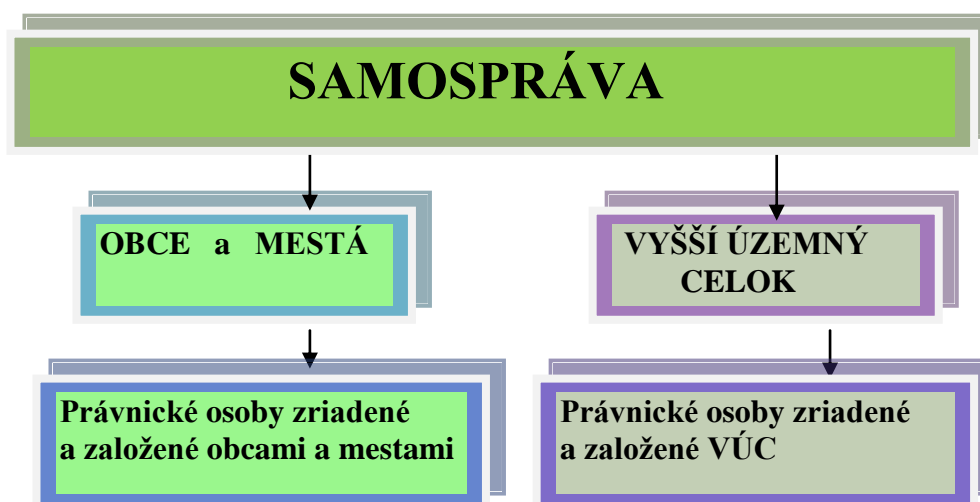 SAMOSPRÁVA
OBCE a MESTÁ
VYŠŠÍ ÚZEMNÝ
CELOK
Právnické osoby zriadené
a založené obcami a mestami
Právnické osoby zriadené
a založené VÚC